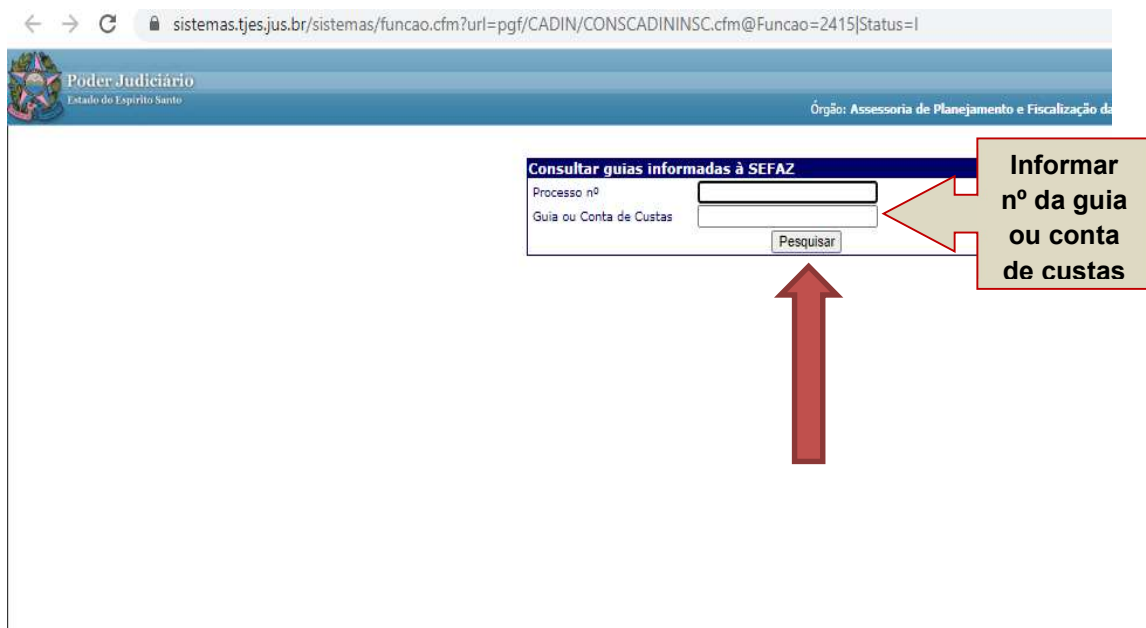 sistemas.tjes.jus.br/sistemas/funcao.cfm?url=pgf/CADIN/CONSCADININSC.cfm@Funcao=2415|Status=I
Poder Judiciário
Estado do Espírito Santo
Órgão: Assessoria de Planejamento e Fiscalização da
Consultar guias informadas à SEFAZ
Processo nº
Guia ou Conta de Custas
Pesquisar
Informar
nº da guia
ou conta
de custas